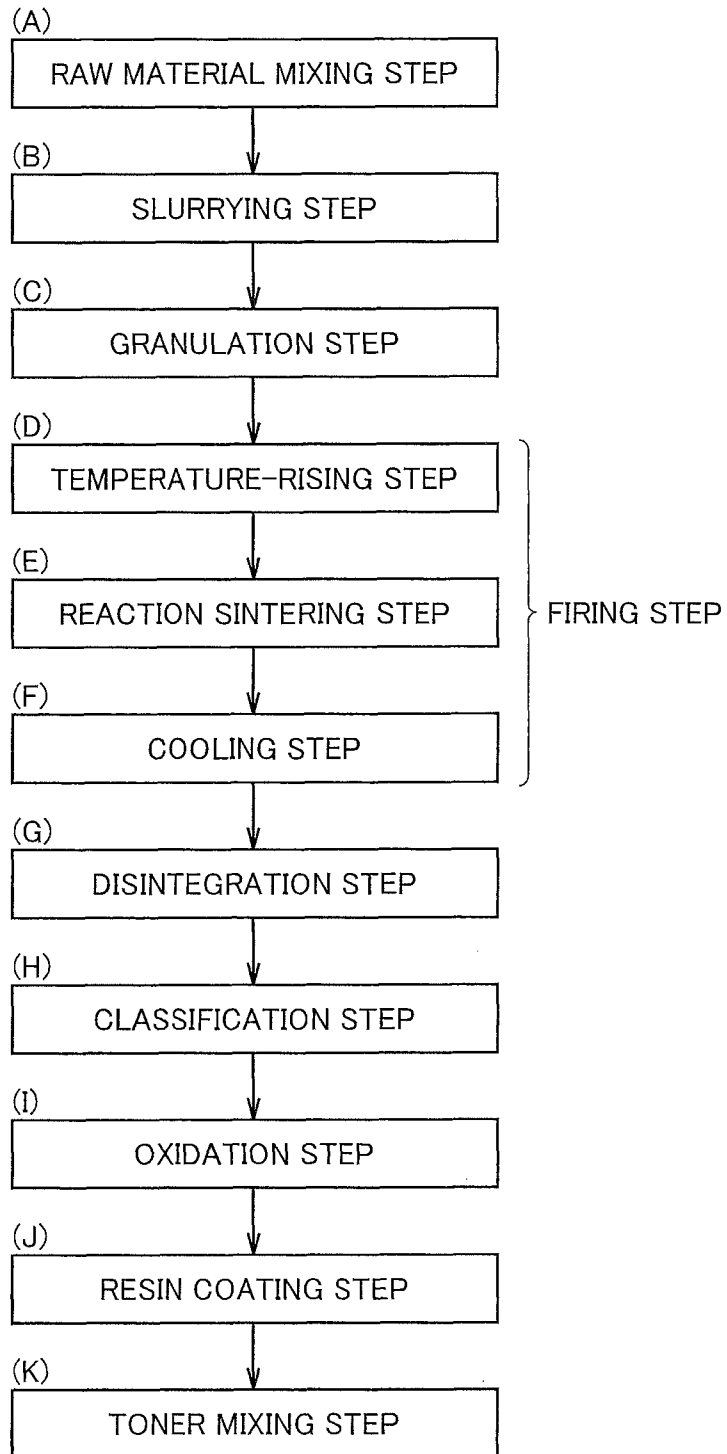 (A)
RAW MATERIAL MIXING STEP
(B)
SLURRYING STEP
(C)
GRANULATION STEP
(D)
TEMPERATURE-RISING STEP
(E)
REACTION SINTERING STEP
FIRING STEP
(F)
COOLING STEP
(G)
DISINTEGRATION STEP
(H)
CLASSIFICATION STEP
(I)
OXIDATION STEP
(J)
RESIN COATING STEP
(K)
TONER MIXING STEP